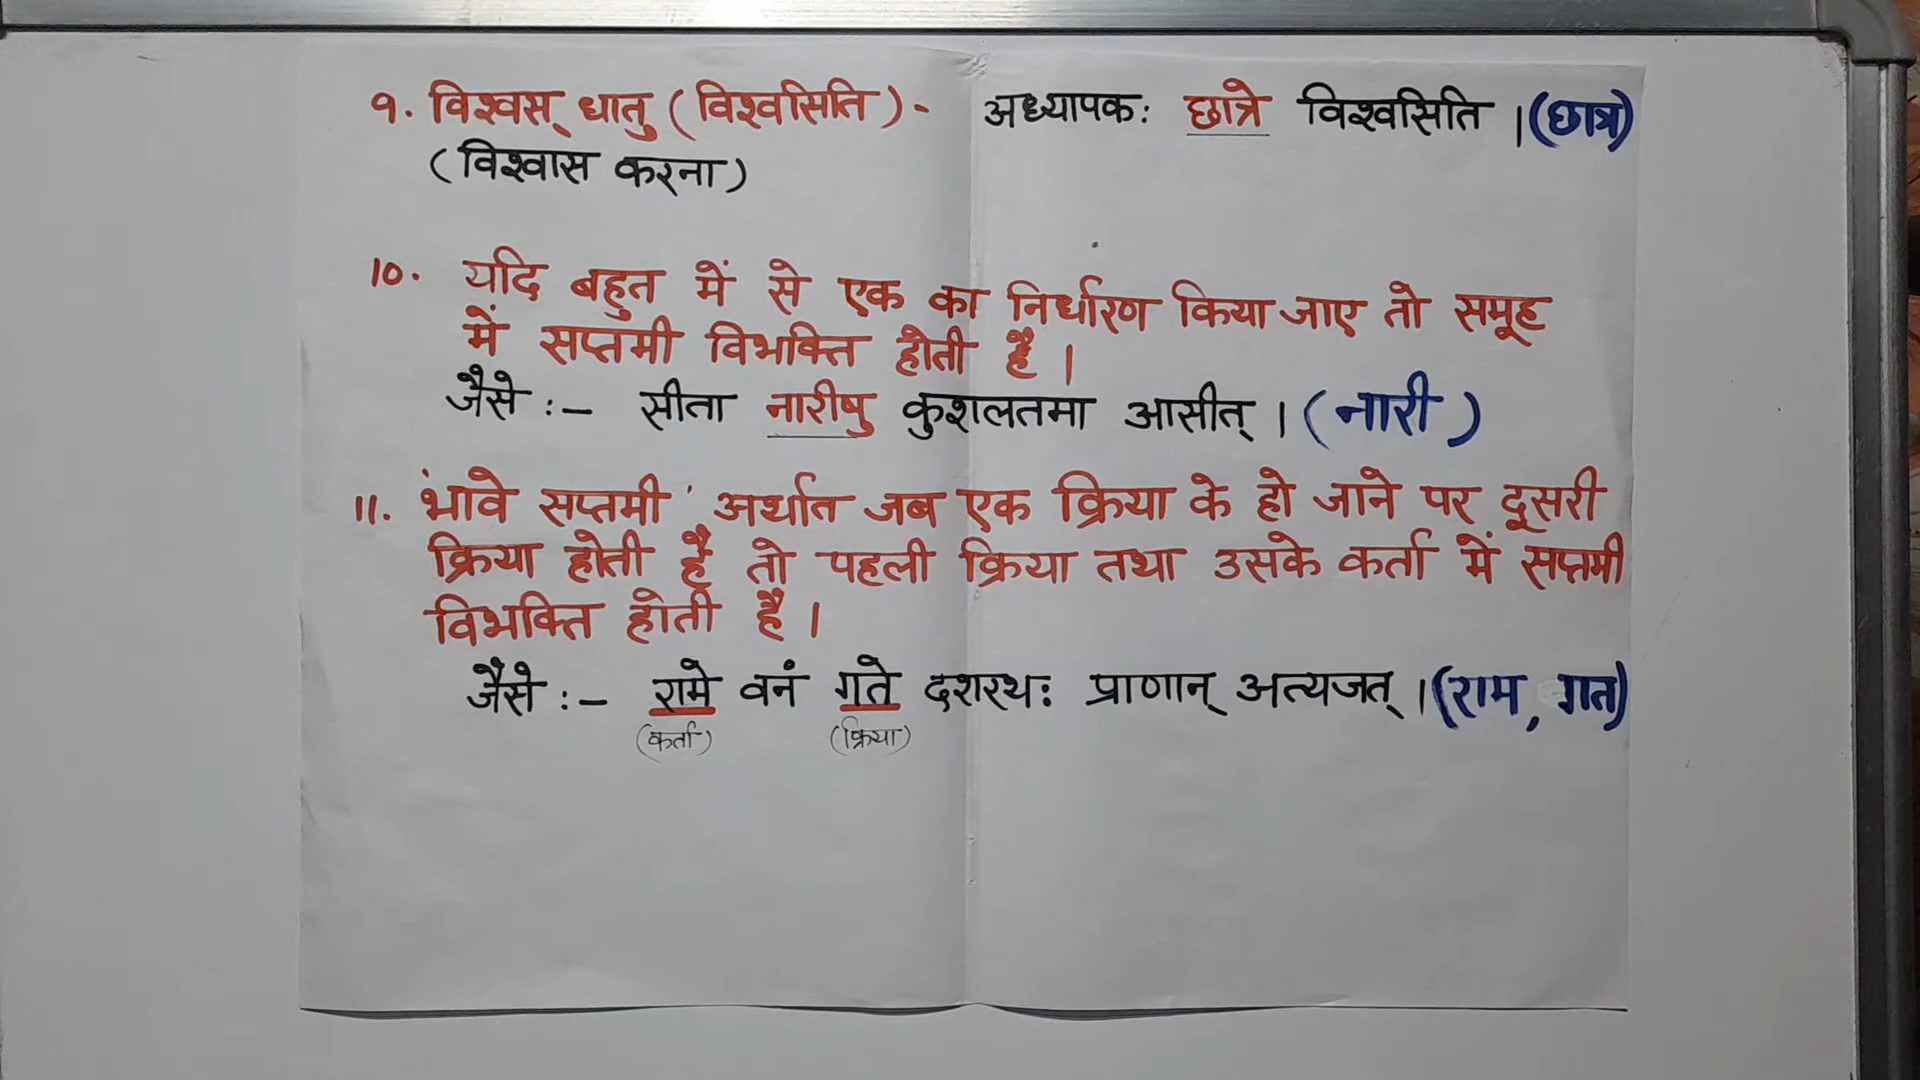 ९. विश्वस् धातु (विश्वसिति) - अध्यापकः छात्रे विश्वसिति । (छात्र)
(विश्वास करना)
10. यदि बहुत में से एक का निर्धारण किया जाए तो समूह
में सप्तमी विभक्ति होती है ।
जैसे :- सीता नारीषु कुशलतमा आसीत् । (नारी)
11. 'भावे सप्तमी' अर्थात जब एक क्रिया के हो जाने पर दूसरी
क्रिया होती है तो पहली क्रिया तथा उसके कर्ता में सप्तमी
विभक्ति होती है ।
जैसे :- रामे वनं गते दशरथः प्राणान् अत्यजत् । (राम, गत)
(कर्ता) (क्रिया)